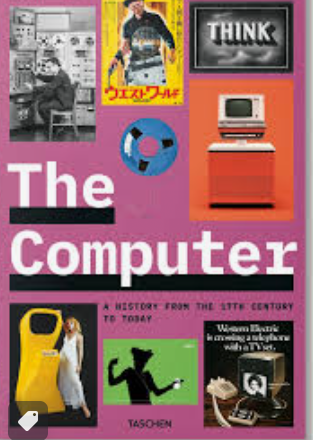 THINK
ウエストワールド
The
Computer
A HISTORY FROM THE 17TH CENTURY
TO TODAY
Western Electric
is crossing a telephone
with a TV set.
TASCHEN